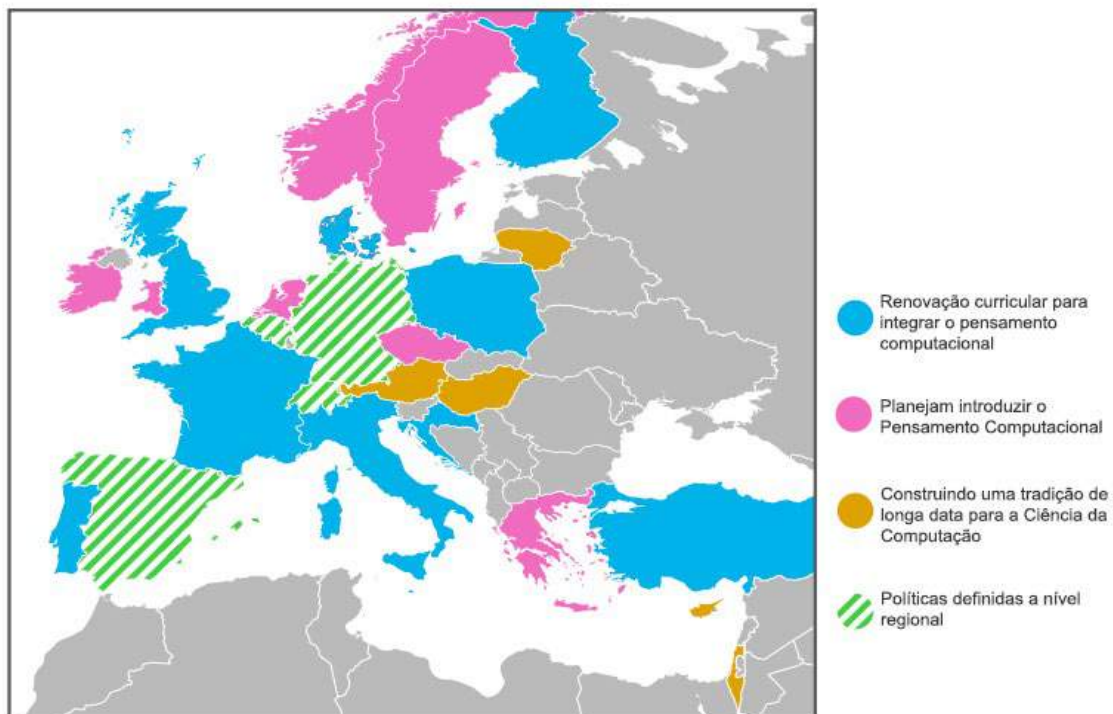 Renovação curricular para
integrar o pensamento
computacional
Planejam introduzir o
Pensamento Computacional
Construindo uma tradição de
longa data para a Ciência da
Computação
Políticas definidas a nível
regional